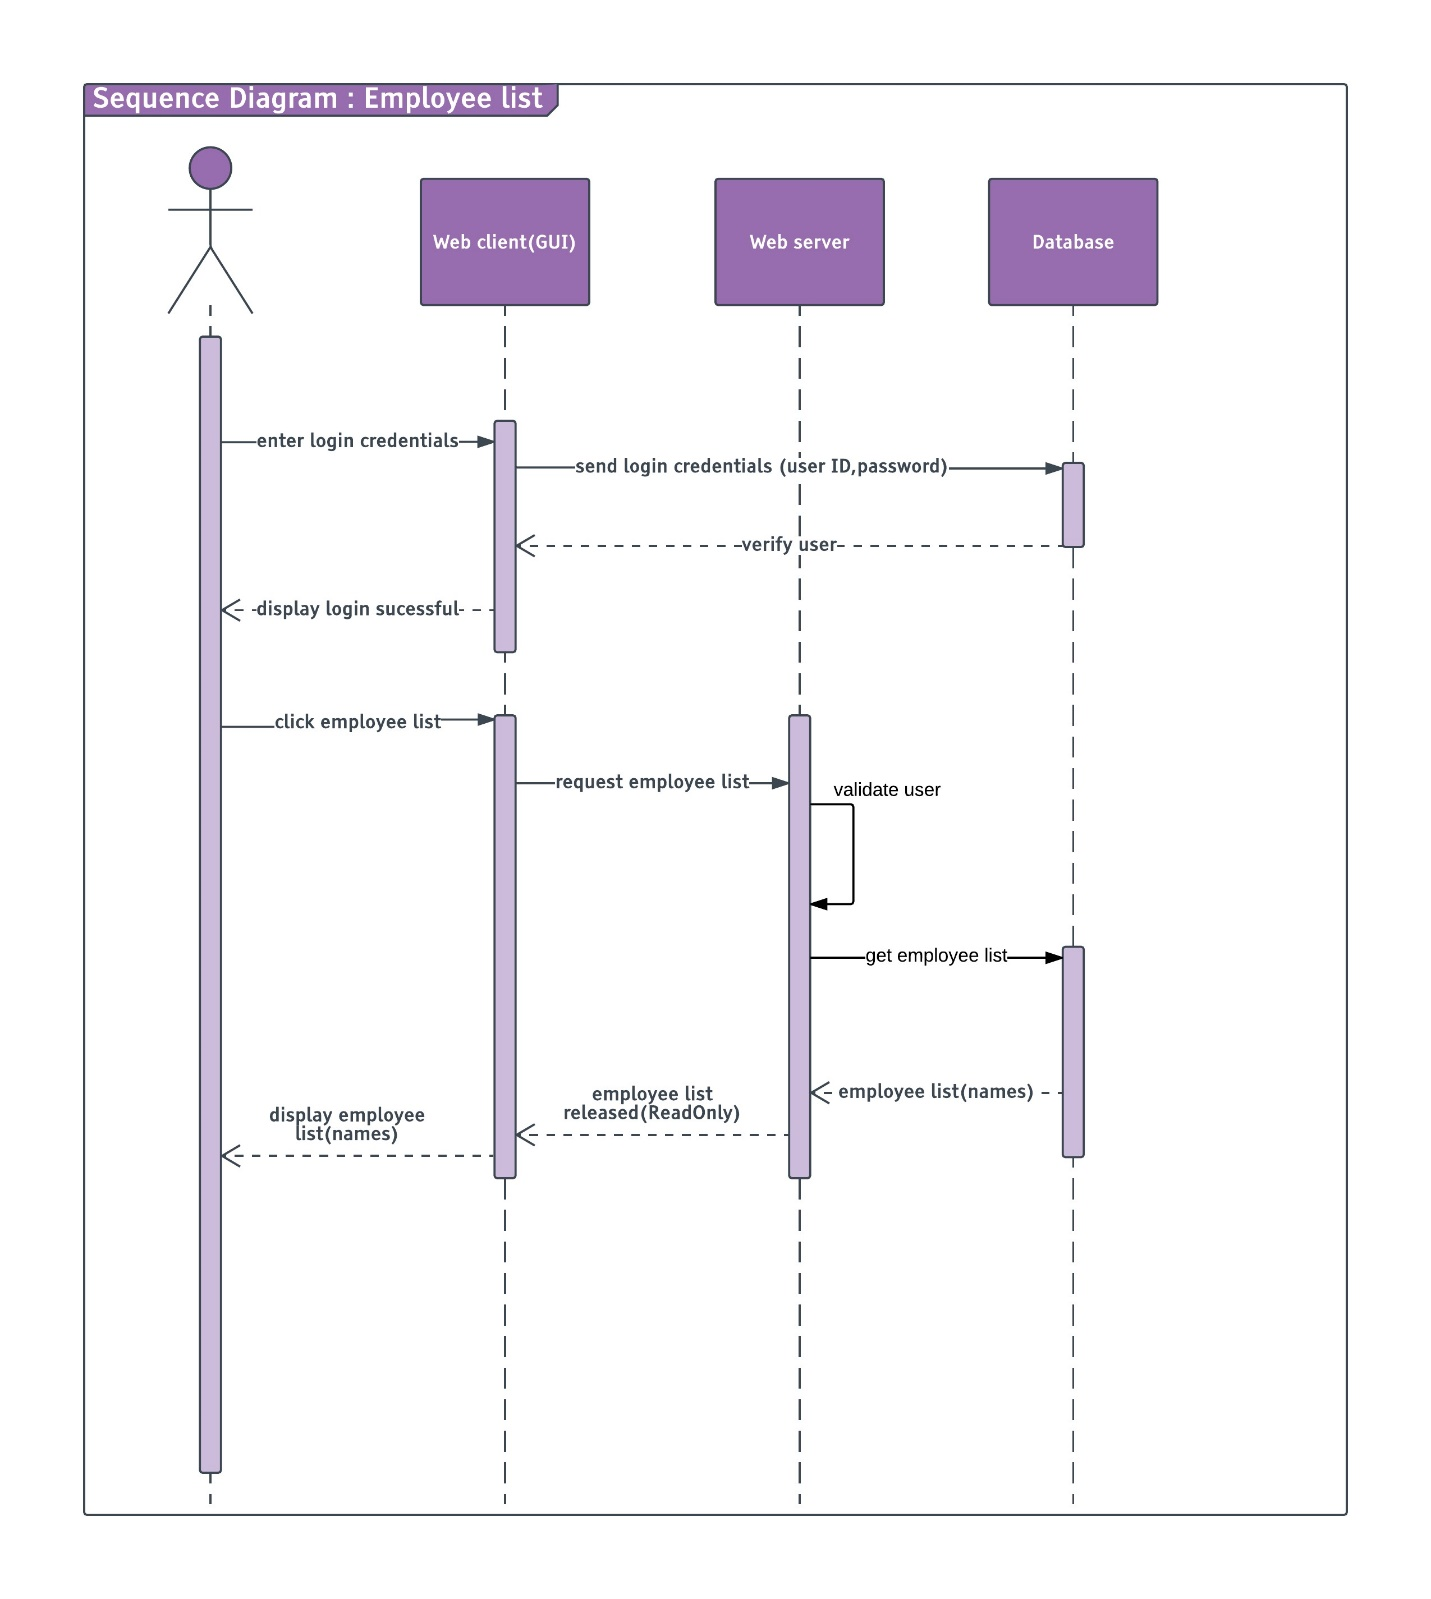 Sequence Diagram : Employee list
Web client(GUI)
Web server
Database
enter login credentials
send login credentials (user ID,password)
verify user
display login sucessful
click employee list
request employee list
validate user
get employee list
employee list(names)
employee list
released(ReadOnly)
display employee
list(names)